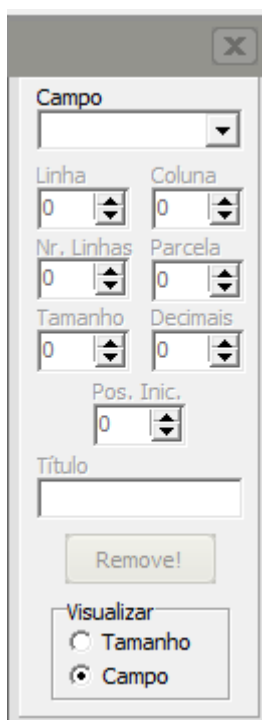 Campo
Linha Coluna
0 0
Nr. Linhas Parcela
0 0
Tamanho Decimais
0 0
Pos. Inic.
0
Título
Remove!
Visualizar
Tamanho
Campo